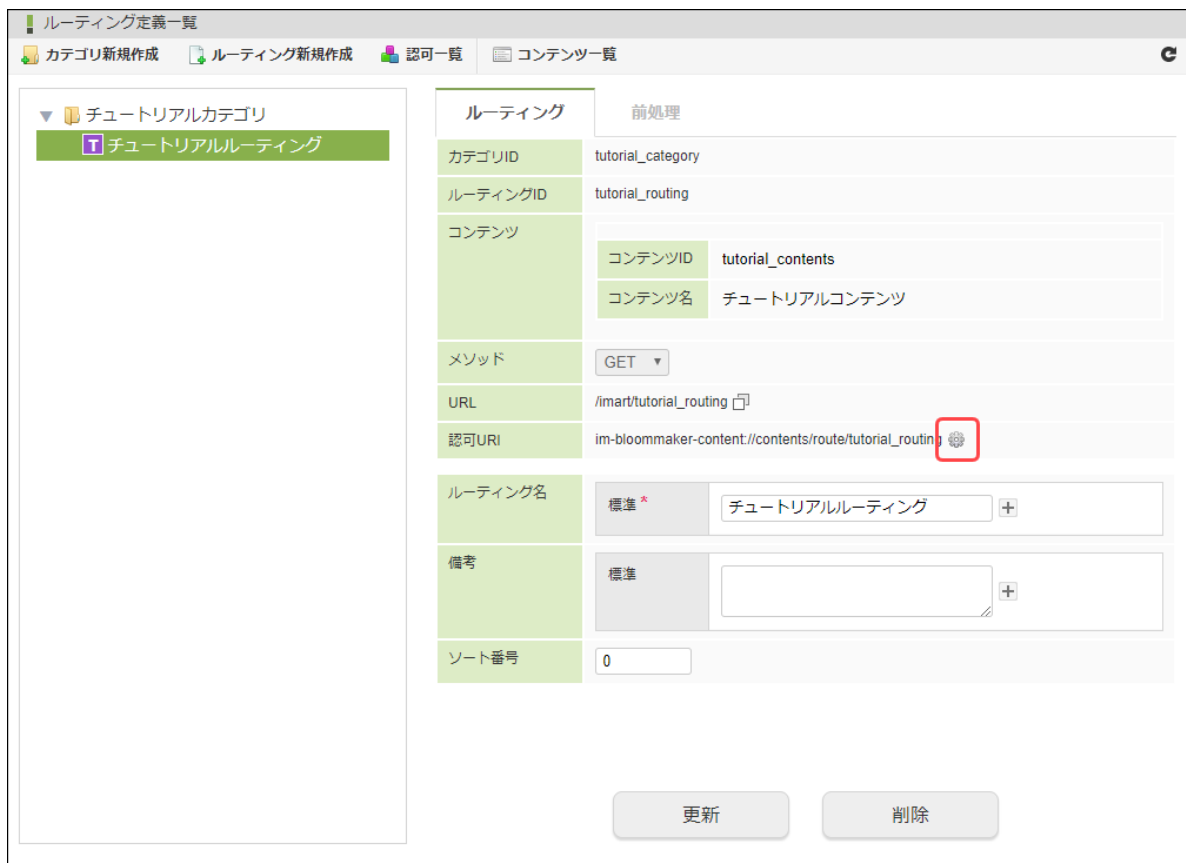 ルーティング定義一覧
カテゴリ新規作成 ルーティング新規作成 認可一覧 コンテンツ一覧
チュートリアルカテゴリ
T チュートリアルルーティング
ルーティング 前処理
カテゴリID tutorial_category
ルーティングID tutorial_routing
コンテンツ
コンテンツID tutorial_contents
コンテンツ名 チュートリアルコンテンツ
メソッド GET
URL /imart/tutorial_routing
認可URI im-bloommaker-content://contents/route/tutorial_routing
ルーティング名 標準* チュートリアルルーティング
備考 標準
ソート番号 0
更新 削除